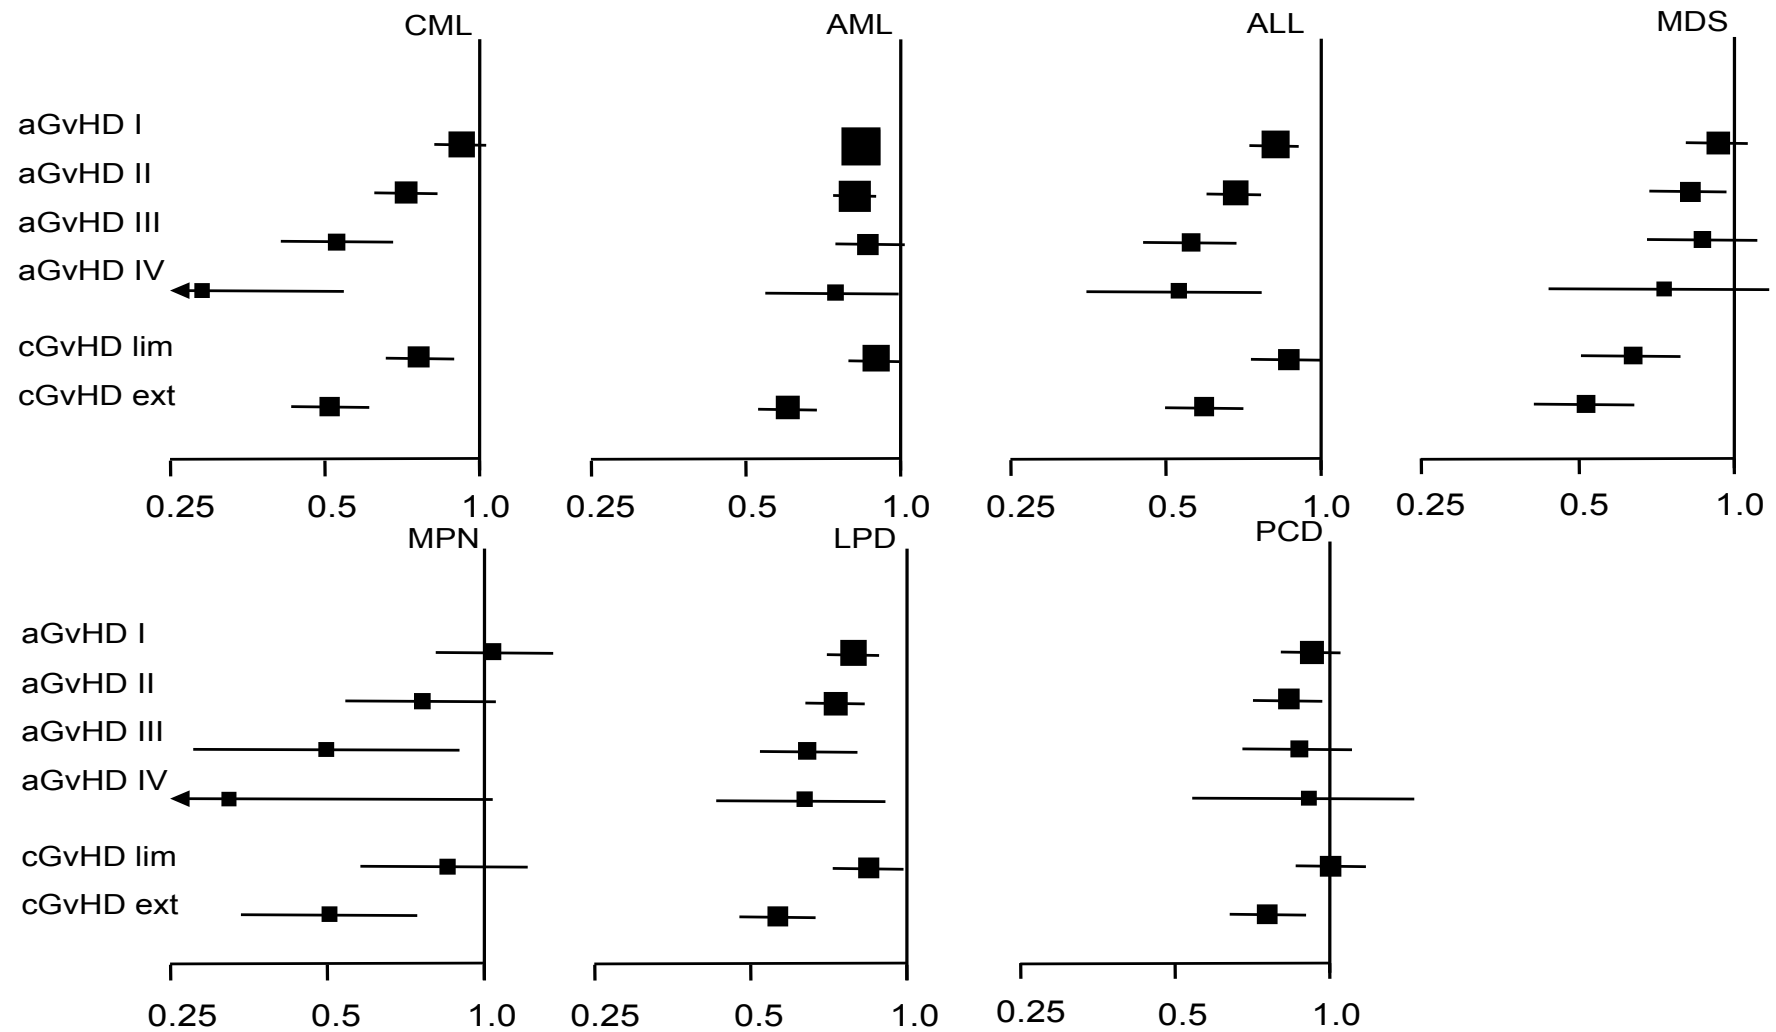 CML AML ALL MDS
aGvHD I
aGvHD II
aGvHD III
aGvHD IV
cGvHD lim
cGvHD ext
0.25 0.5 1.0 0.25 0.5 1.0 0.25 0.5 1.0 0.25 0.5 1.0
MPN LPD PCD
aGvHD I
aGvHD II
aGvHD III
aGvHD IV
cGvHD lim
cGvHD ext
0.25 0.5 1.0 0.25 0.5 1.0 0.25 0.5 1.0